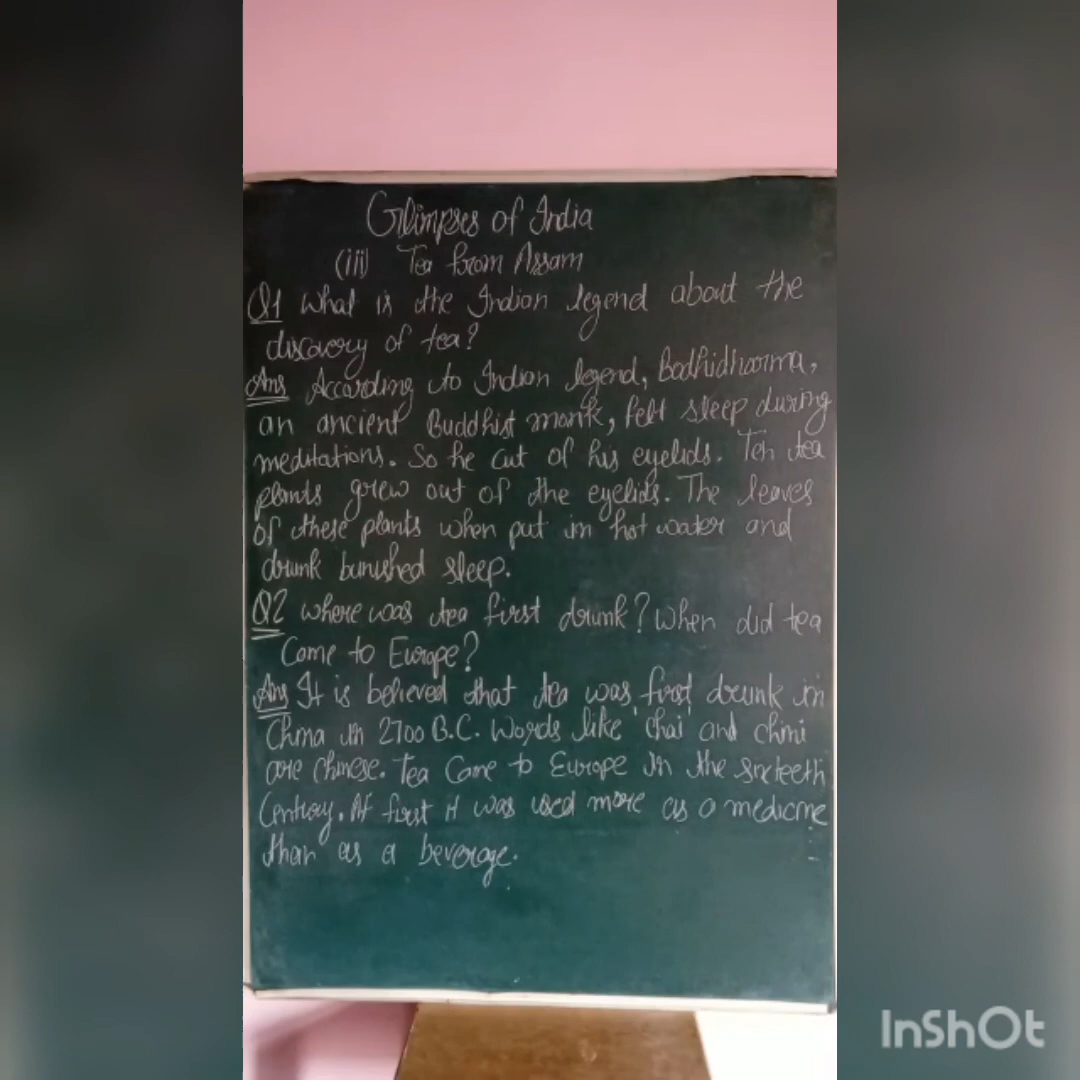 Glimpses of India
(iii) Tea from Assam
Q1 What is the Indian legend about the
discovery of tea?
Ans According to Indian legend, Bodhidharma,
an ancient Buddhist monk, felt sleep during
meditations. So he cut of his eyelids. Ten tea
plants grew out of the eyelids. The leaves
of these plants when put in hot water and
drunk banished sleep.
Q2 where was tea first drunk? When did tea
Come to Europe?
Ans It is believed that tea was first drunk in
China in 2700 B.C. Words like 'chai' and 'chini'
are Chinese. Tea Come to Europe in the sixteeth
Century. At first it was used more as a medicine
than as a beverage.
InShOt